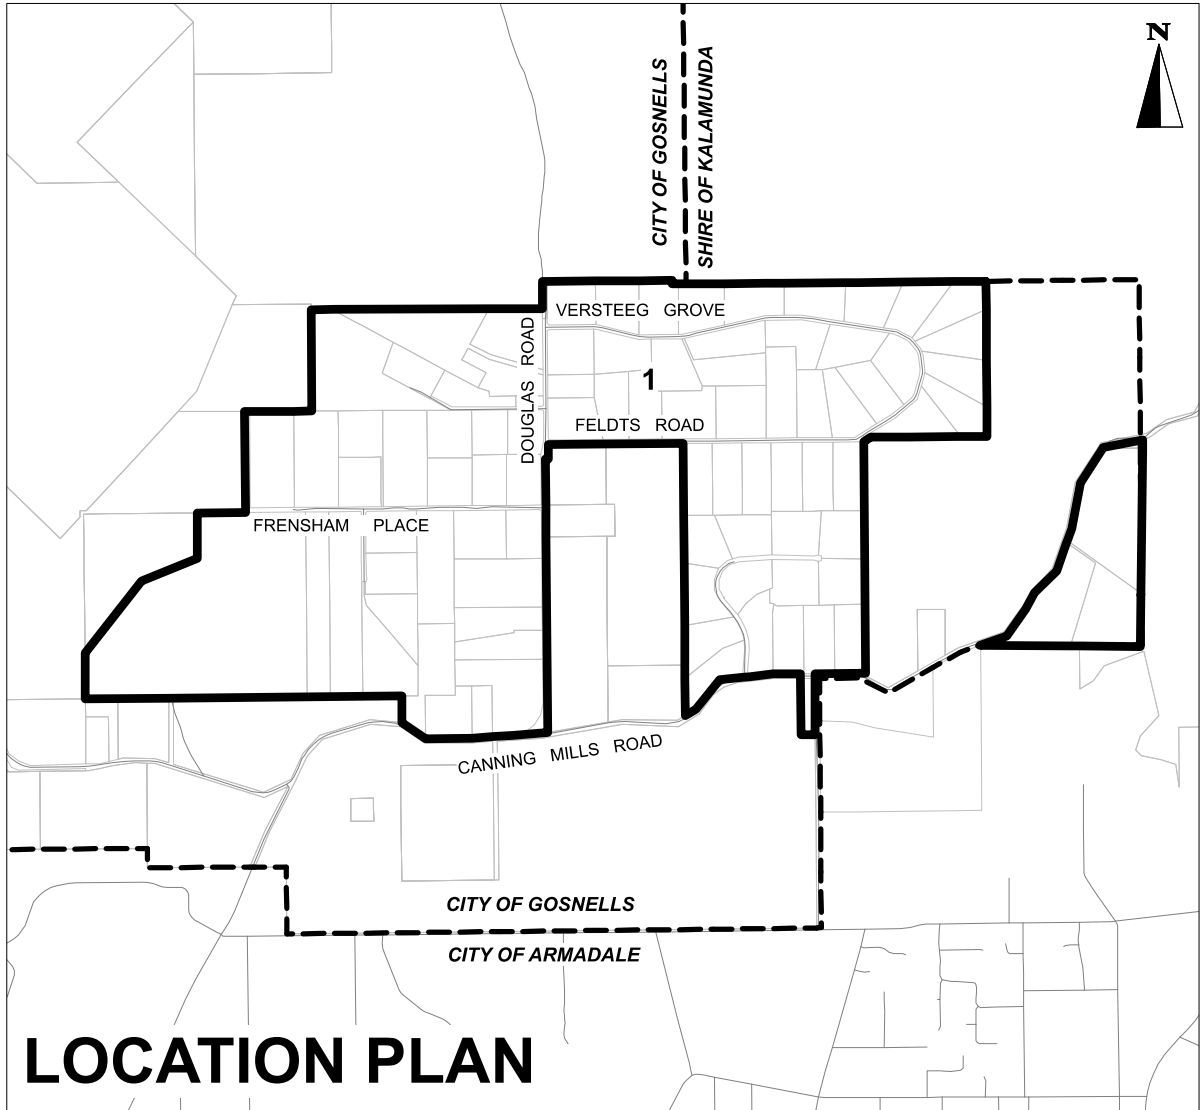 N
CITY OF GOSNELLS
SHIRE OF KALAMUNDA
VERSTEEG GROVE
DOUGLAS ROAD
1
FELDTS ROAD
FRENSHAM PLACE
CANNING MILLS ROAD
CITY OF GOSNELLS
CITY OF ARMADALE
LOCATION PLAN